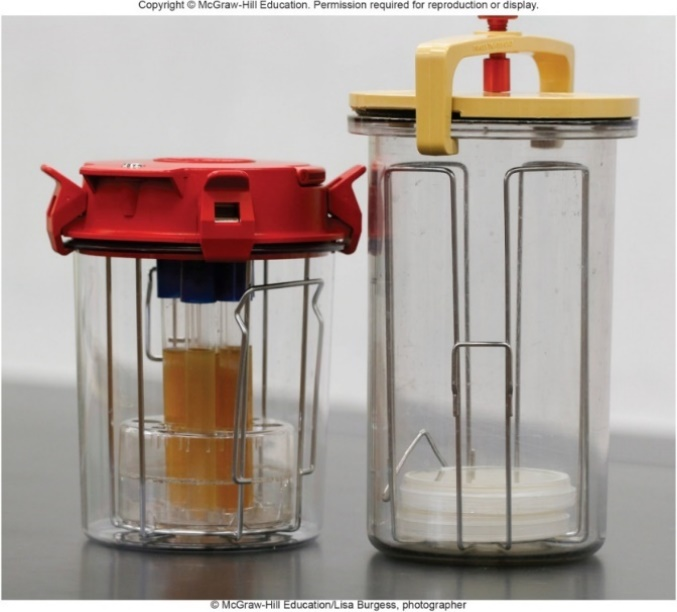 Copyright © McGraw-Hill Education. Permission required for reproduction or display.
© McGraw-Hill Education/Lisa Burgess, photographer